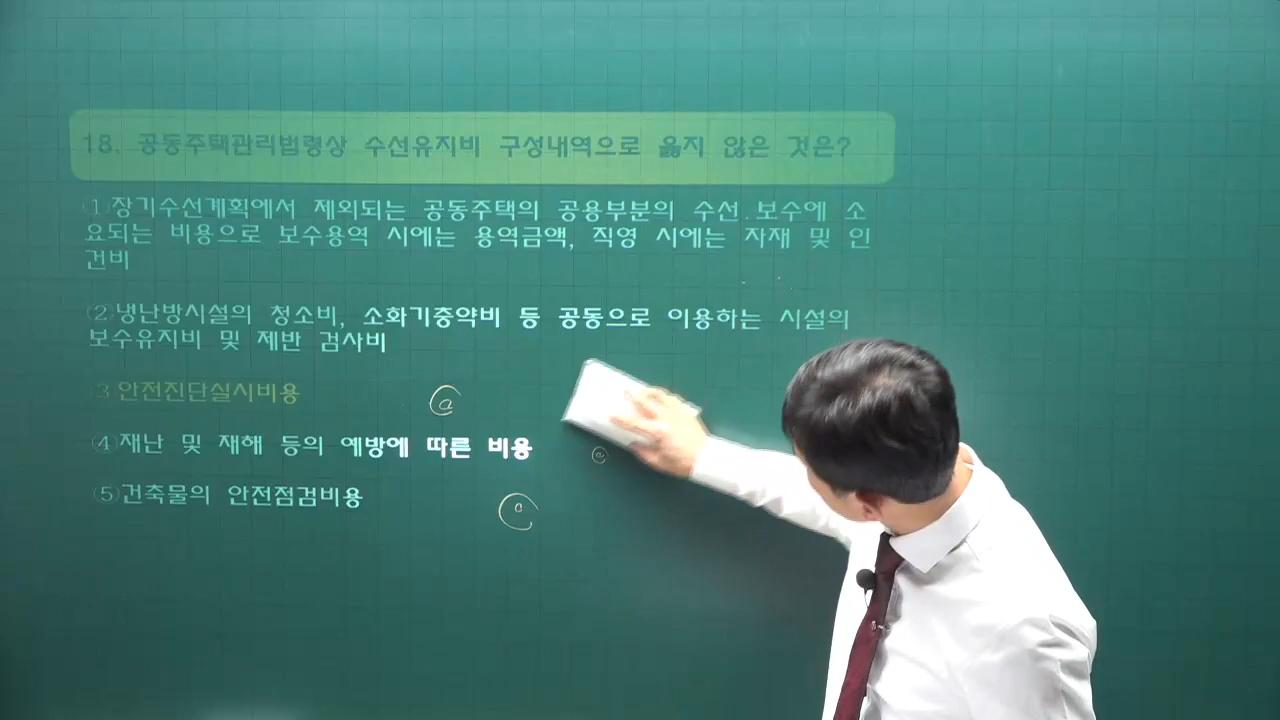 18. 공동주택관리법령상 수선유지비 구성내역으로 옳지 않은 것은?
①장기수선계획에서 제외되는 공동주택의 공용부분의 수선.보수에 소
요되는 비용으로 보수용역 시에는 용역금액, 직영 시에는 자재 및 인
건비
②냉난방시설의 청소비, 소화기충약비 등 공동으로 이용하는 시설의
보수유지비 및 제반 검사비
3 안전진단실시비용
④재난 및 재해 등의 예방에 따른 비용
⑤건축물의 안전점검비용